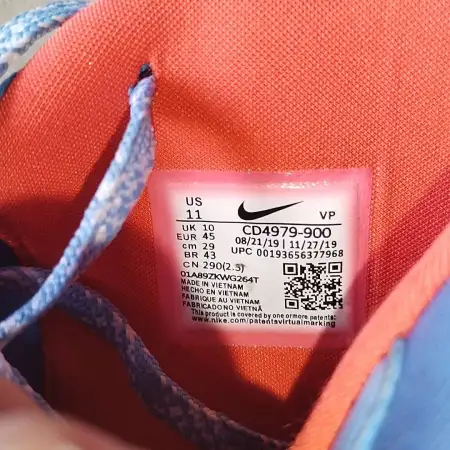 US
11
VP
UK 10
EUR 45
cm 29
BR 43
CN 290(2.5)
CD4979-900
08/21/19 | 11/27/19
UPC 00193656377968
01A89ZKWG264T
MADE IN VIETNAM
HECHO EN VIETNAM
FABRIQUE AU VIETNAM
FABRICADO NO VIETNÃ
This product is covered by one or more patents:
www.nike.com/patentsvirtualmarking